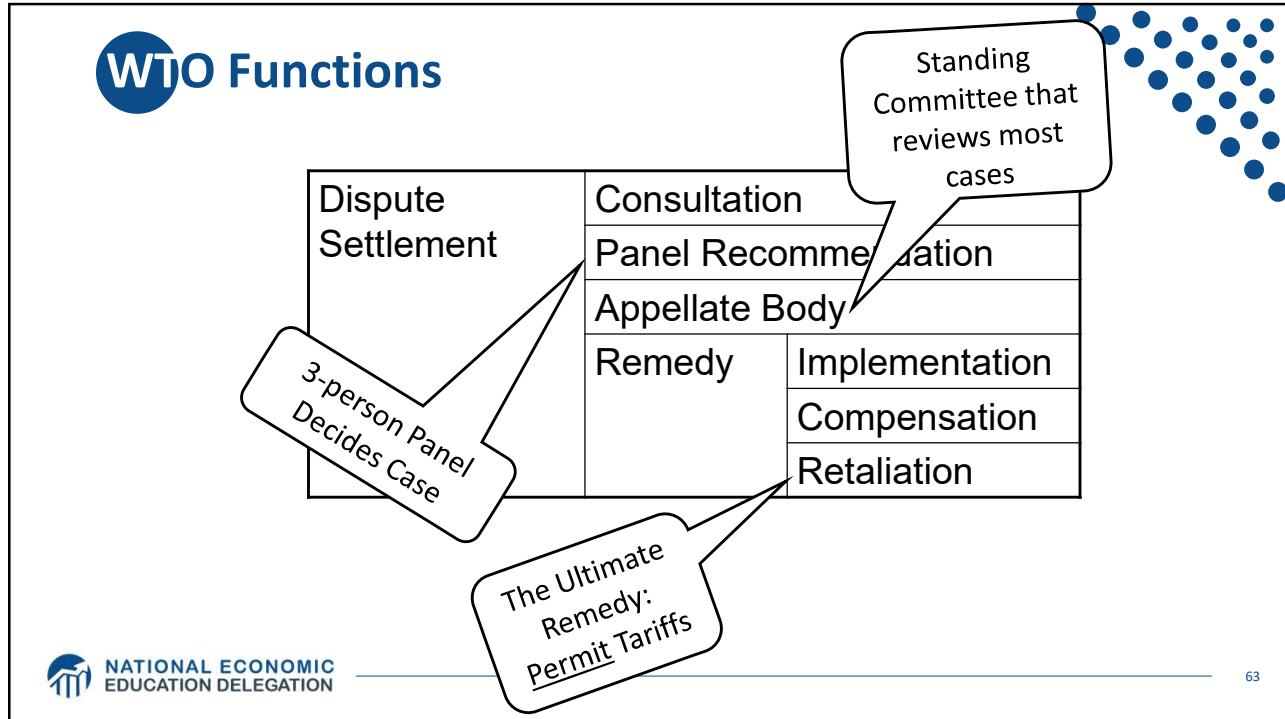 WTO Functions
Standing
Committee that
reviews most
cases
Dispute
Settlement
Consultation
Panel Recommendation
Appellate Body
Remedy
Implementation
Compensation
Retaliation
3-person Panel
Decides Case
The Ultimate
Remedy:
Permit Tariffs
NATIONAL ECONOMIC
EDUCATION DELEGATION
63